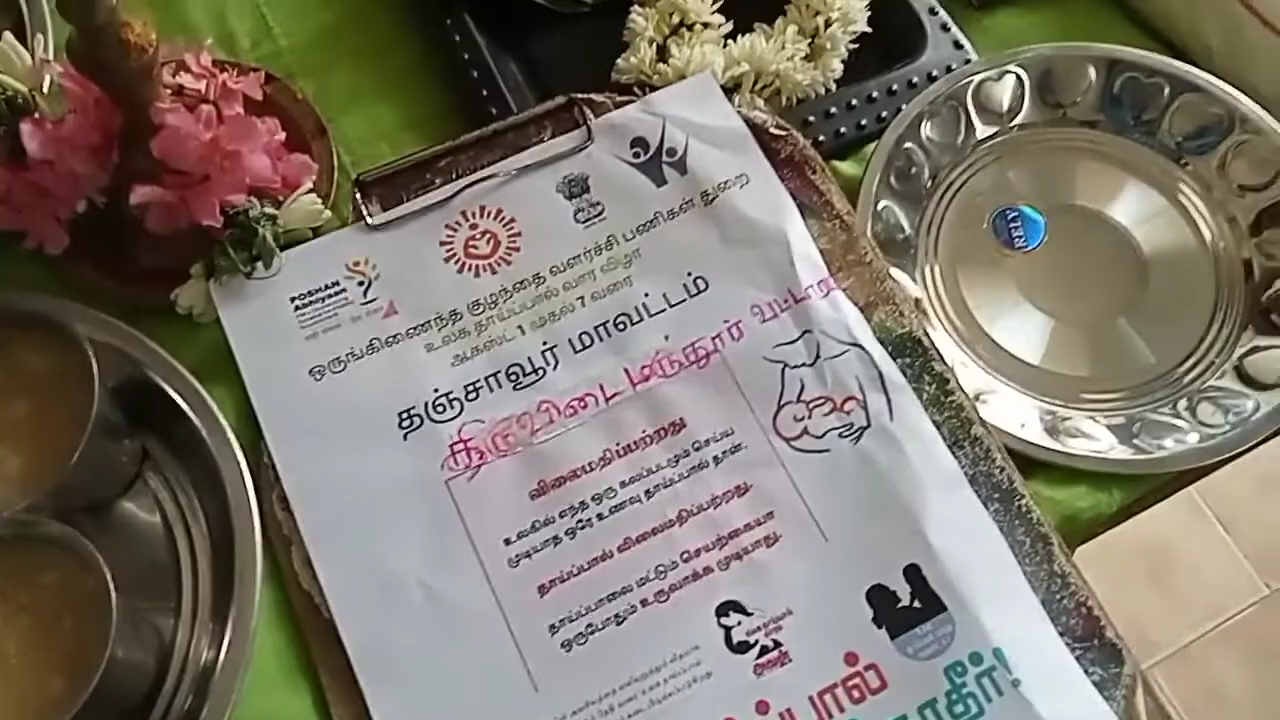 POSHAN
Abhiyaan
ஒருங்கிணைந்த குழந்தை வளர்ச்சி பணிகள் துறை
உலக தாய்ப்பால் வார விழா
ஆகஸ்ட் 1 முதல் 7 வரை
தஞ்சாவூர் மாவட்டம்
திருவிடை மருதூர் வட்டாரம்
விலைமதிப்பற்றது
உலகில் எந்த ஒரு கலப்படமும் செய்ய
முடியாத ஒரே உணவு தாய்ப்பால் தான்.
தாய்ப்பால் விலைமதிப்பற்றது.
தாய்ப்பாலை மட்டும் செயற்கையா
ஒருபோதும் உருவாக்க முடியாது.
RELY